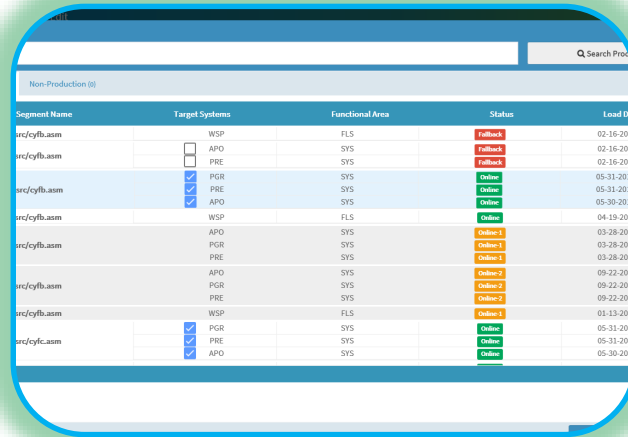 Search Prod
Non-Production (0)
Segment Name Target Systems Functional Area Status Load D
src/cyfb.asm WSP FLS Fallback 02-16-20
src/cyfb.asm APO SYS Fallback 02-16-20
PRE SYS Fallback 02-16-20
PGR SYS Online 05-31-20
src/cyfb.asm PRE SYS Online 05-31-20
APO SYS Online 05-30-20
src/cyfb.asm WSP FLS Online 04-19-20
APO SYS Online-1 03-28-20
src/cyfb.asm PGR SYS Online-1 03-28-20
PRE SYS Online-1 03-28-20
APO SYS Online-2 09-22-20
src/cyfb.asm PGR SYS Online-2 09-22-20
PRE SYS Online-2 09-22-20
src/cyfb.asm WSP FLS Online-1 01-13-20
PGR SYS Online 05-31-20
src/cyfc.asm PRE SYS Online 05-31-20
APO SYS Online 05-30-20